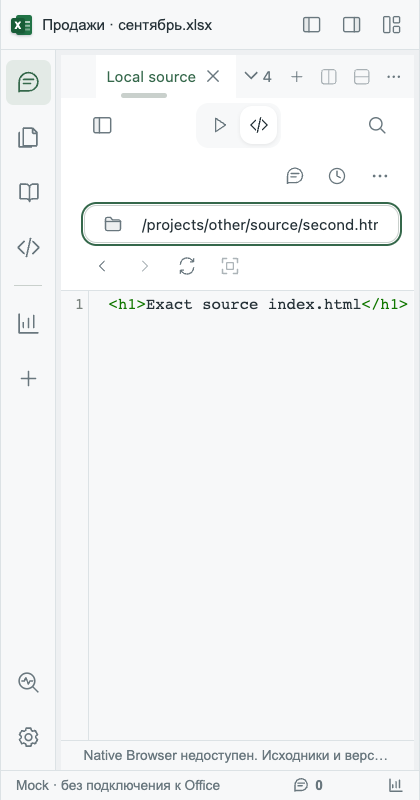 Продажи · сентябрь.xlsx
Local source
4
/projects/other/source/second.htr
1 <h1>Exact source index.html</h1>
Native Browser недоступен. Исходники и верс…
Mock · без подключения к Office
0